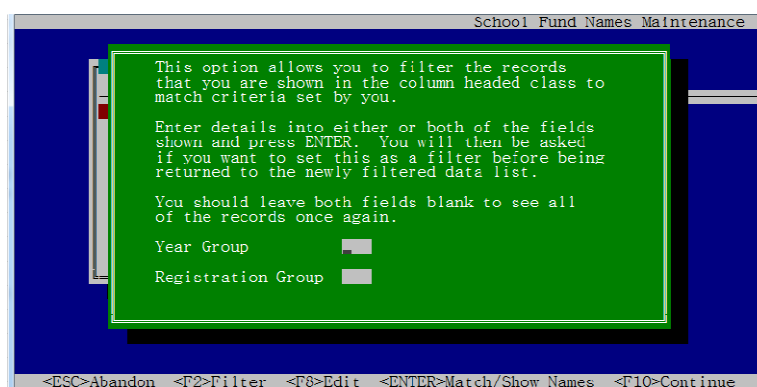 School Fund Names Maintenance
This option allows you to filter the records
that you are shown in the column headed class to
match criteria set by you.
Enter details into either or both of the fields
shown and press ENTER. You will then be asked
if you want to set this as a filter before being
returned to the newly filtered data list.
You should leave both fields blank to see all
of the records once again.
Year Group
Registration Group
<ESC>Abandon <F2>Filter <F8>Edit <ENTER>Match/Show Names <F10>Continue